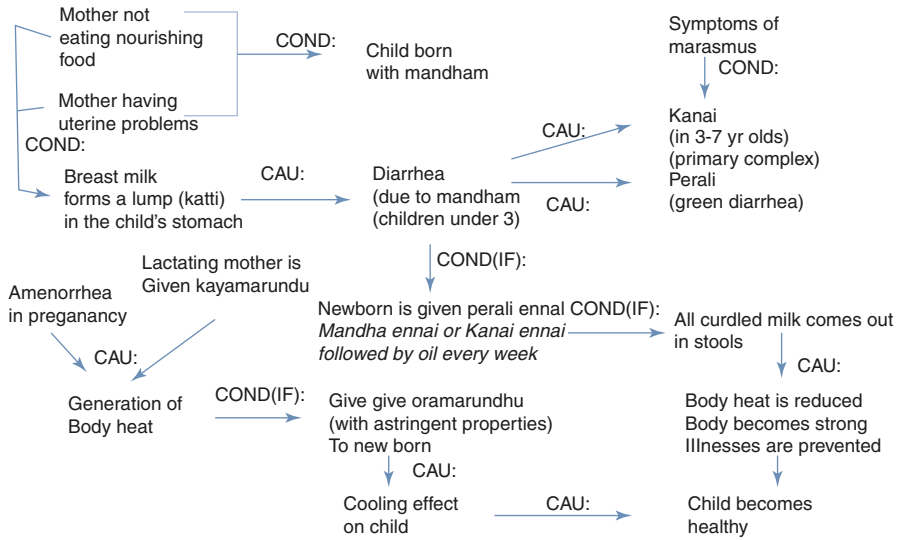 Mother not
eating nourishing
food
COND:
Child born
with mandham
Symptoms of
marasmus
COND:
Mother having
uterine problems
COND:
Breast milk
forms a lump (katti)
in the child's stomach
CAU:
Diarrhea
(due to mandham
(children under 3)
CAU:
CAU:
Kanai
(in 3-7 yr olds)
(primary complex)
Perali
(green diarrhea)
COND(IF):
Lactating mother is
Given kayamarundu
Amenorrhea
in preganancy
CAU:
Newborn is given perali ennal COND(IF):
Mandha ennai or Kanai ennai
followed by oil every week
All curdled milk comes out
in stools
CAU:
Generation of
Body heat
COND(IF):
Give give oramarundhu
(with astringent properties)
To new born
CAU:
Body heat is reduced
Body becomes strong
IIInesses are prevented
Cooling effect
on child
CAU:
Child becomes
healthy